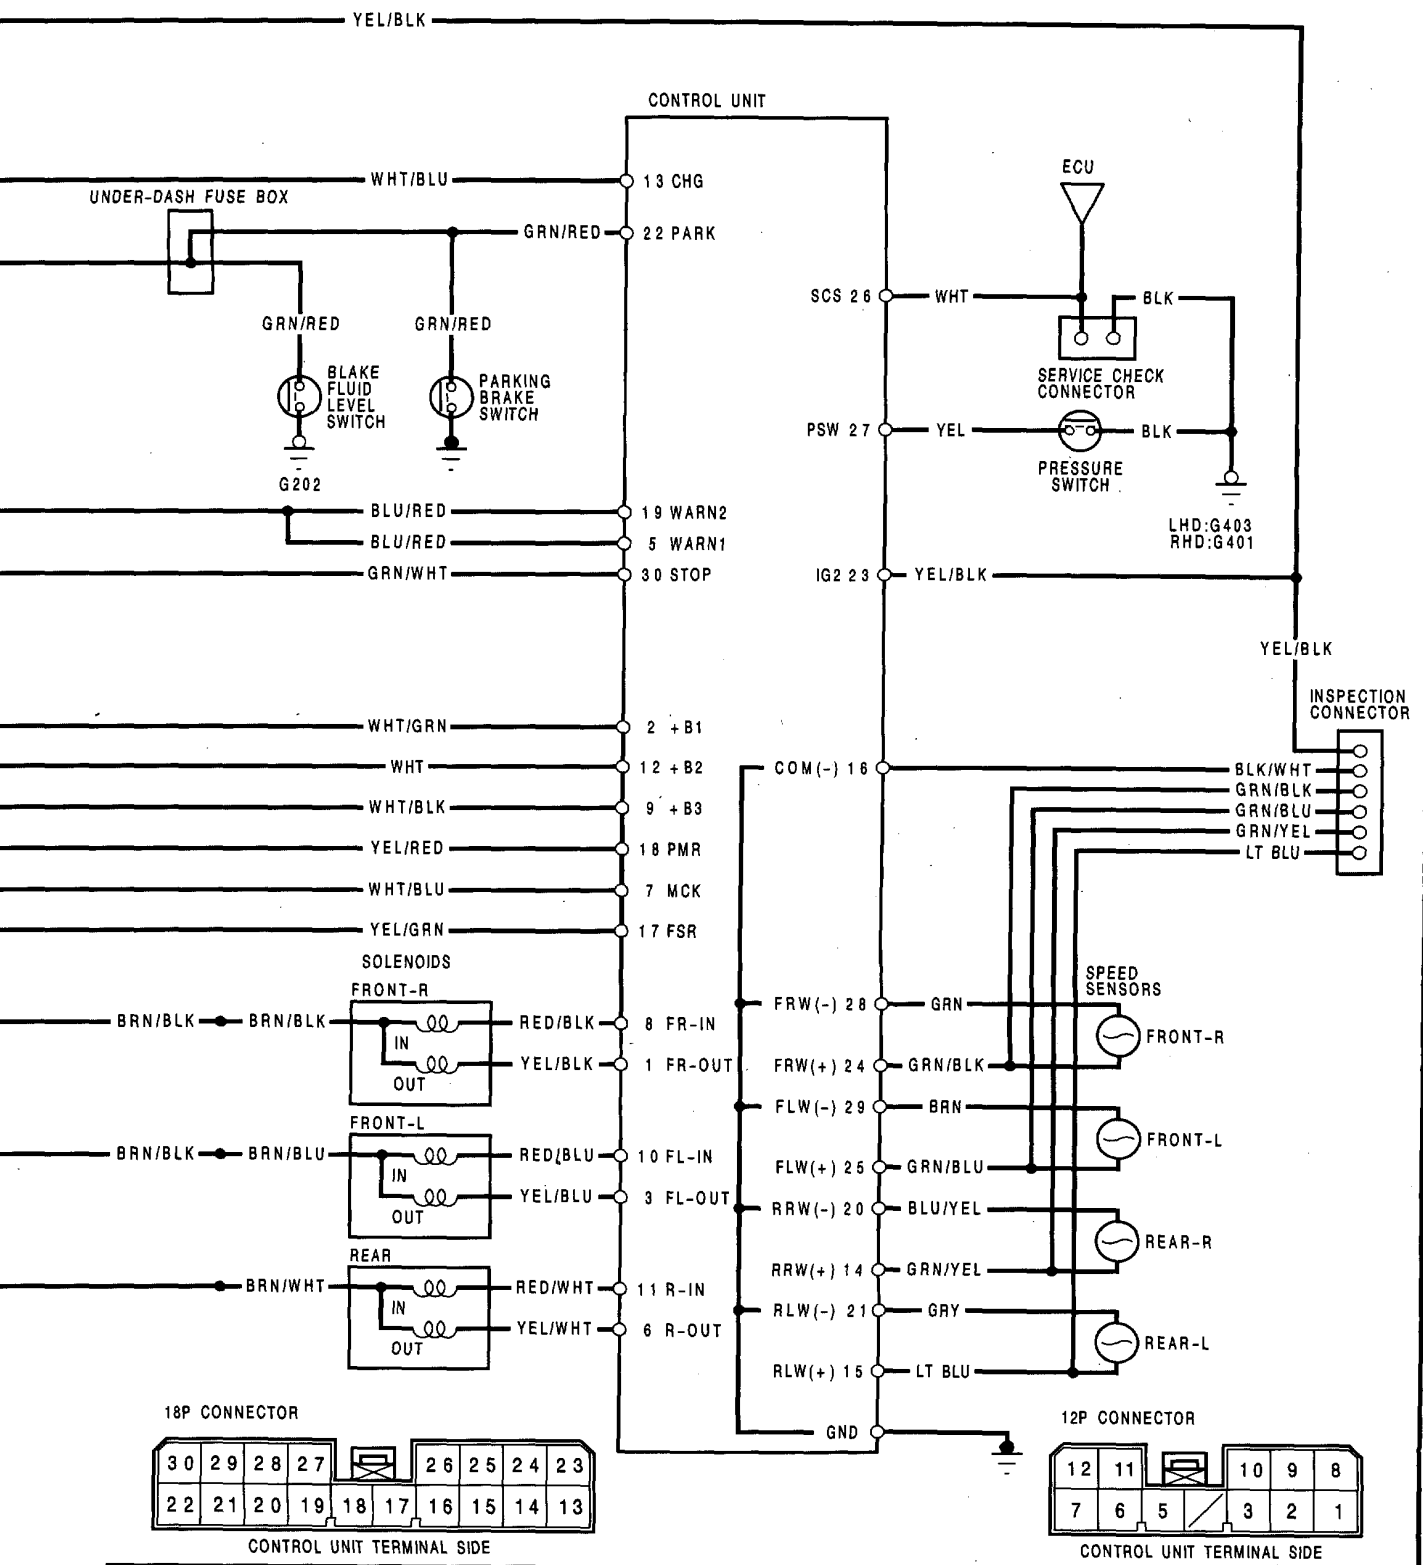 YEL/BLK
CONTROL UNIT
WHT/BLU
13 CHG
UNDER-DASH FUSE BOX
GRN/RED
22 PARK
ECU
SCS 26
WHT
BLK
GRN/RED
GRN/RED
BLAKE
FLUID
LEVEL
SWITCH
PARKING
BRAKE
SWITCH
SERVICE CHECK
CONNECTOR
PSW 27
YEL
BLK
PRESSURE
SWITCH
G202
LHD:G403
RHD:G401
BLU/RED
19 WARN2
BLU/RED
5 WARN1
GRN/WHT
30 STOP
IG2 23
YEL/BLK
YEL/BLK
INSPECTION
CONNECTOR
WHT/GRN
2 +B1
WHT
12 +B2
COM(-) 16
BLK/WHT
GRN/BLK
GRN/BLU
GRN/YEL
LT BLU
WHT/BLK
9 +B3
YEL/RED
18 PMR
WHT/BLU
7 MCK
YEL/GRN
17 FSR
SOLENOIDS
FRONT-R
BRN/BLK
BRN/BLK
IN
OUT
RED/BLK
8 FR-IN
YEL/BLK
1 FR-OUT
SPEED
SENSORS
FRW(-) 28
GRN
FRONT-R
FRW(+) 24
GRN/BLK
FLW(-) 29
BRN
FRONT-L
FLW(+) 25
GRN/BLU
FRONT-L
BRN/BLK
BRN/BLU
IN
OUT
RED/BLU
10 FL-IN
YEL/BLU
3 FL-OUT
RRW(-) 20
BLU/YEL
REAR-R
RRW(+) 14
GRN/YEL
REAR
BRN/WHT
IN
OUT
RED/WHT
11 R-IN
YEL/WHT
6 R-OUT
RLW(-) 21
GRY
REAR-L
RLW(+) 15
LT BLU
GND
18P CONNECTOR
30 29 28 27 26 25 24 23
22 21 20 19 18 17 16 15 14 13
CONTROL UNIT TERMINAL SIDE
12P CONNECTOR
12 11 10 9 8
7 6 5 3 2 1
CONTROL UNIT TERMINAL SIDE